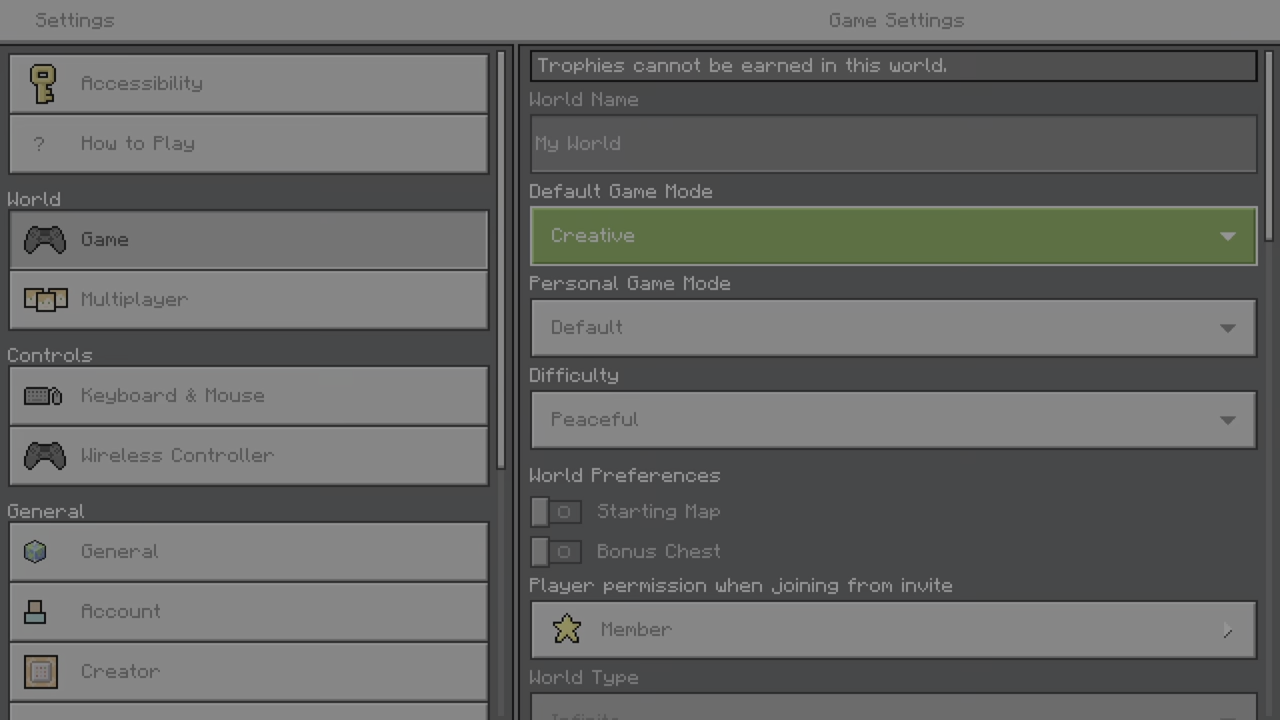 Settings
Game Settings
Accessibility
? How to Play
World
Game
Multiplayer
Controls
Keyboard & Mouse
Wireless Controller
General
General
Account
Creator
Trophies cannot be earned in this world.
World Name
My World
Default Game Mode
Creative
Personal Game Mode
Default
Difficulty
Peaceful
World Preferences
Starting Map
Bonus Chest
Player permission when joining from invite
Member
World Type
Infinite